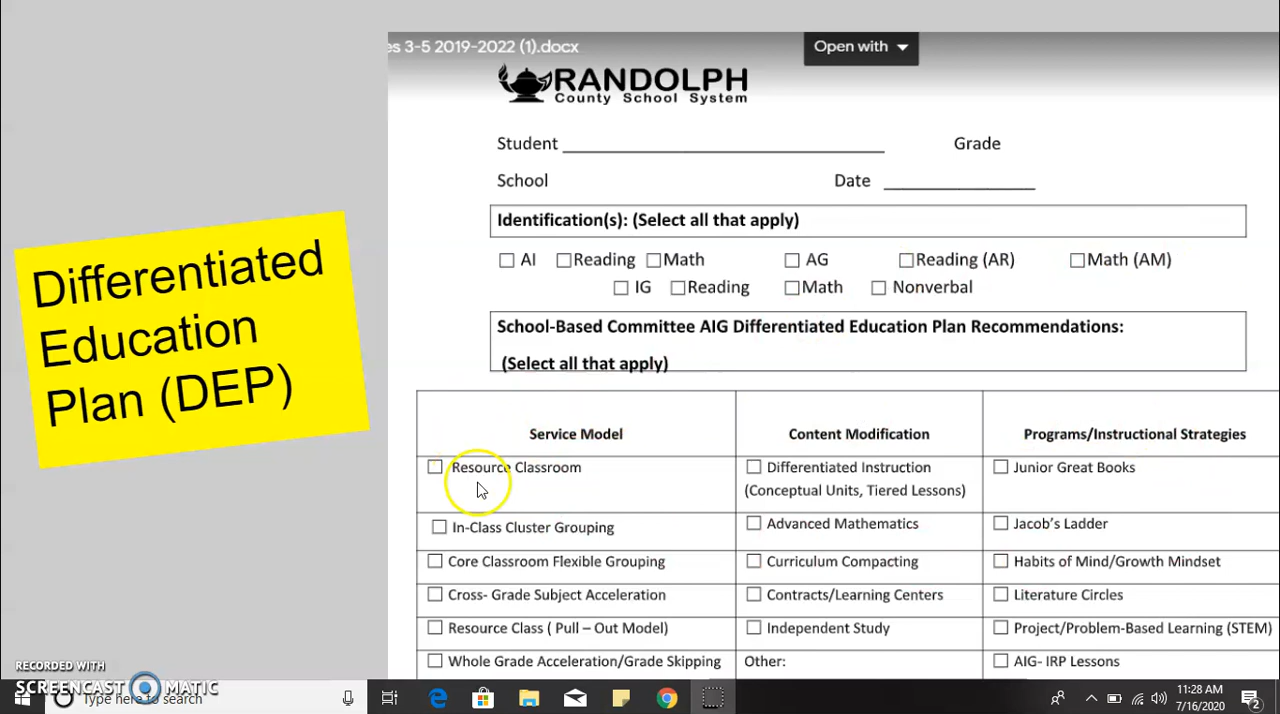 es 3-5 2019-2022 (1).docx
Open with
RANDOLPH
County School System
Student ____ Grade
School Date ____
Identification(s): (Select all that apply)
AI Reading Math AG Reading (AR) Math (AM)
IG Reading Math Nonverbal
School-Based Committee AIG Differentiated Education Plan Recommendations:
(Select all that apply)
Differentiated
Education
Plan (DEP)
Service Model Content Modification Programs/Instructional Strategies
Resource Classroom Differentiated Instruction Junior Great Books
(Conceptual Units, Tiered Lessons)
In-Class Cluster Grouping Advanced Mathematics Jacob's Ladder
Core Classroom Flexible Grouping Curriculum Compacting Habits of Mind/Growth Mindset
Cross- Grade Subject Acceleration Contracts/Learning Centers Literature Circles
Resource Class ( Pull – Out Model) Independent Study Project/Problem-Based Learning (STEM)
Whole Grade Acceleration/Grade Skipping Other: AIG- IRP Lessons
RECORDED WITH
SCREENCAST MATIC
Type here to search
11:28 AM
7/16/2020
2